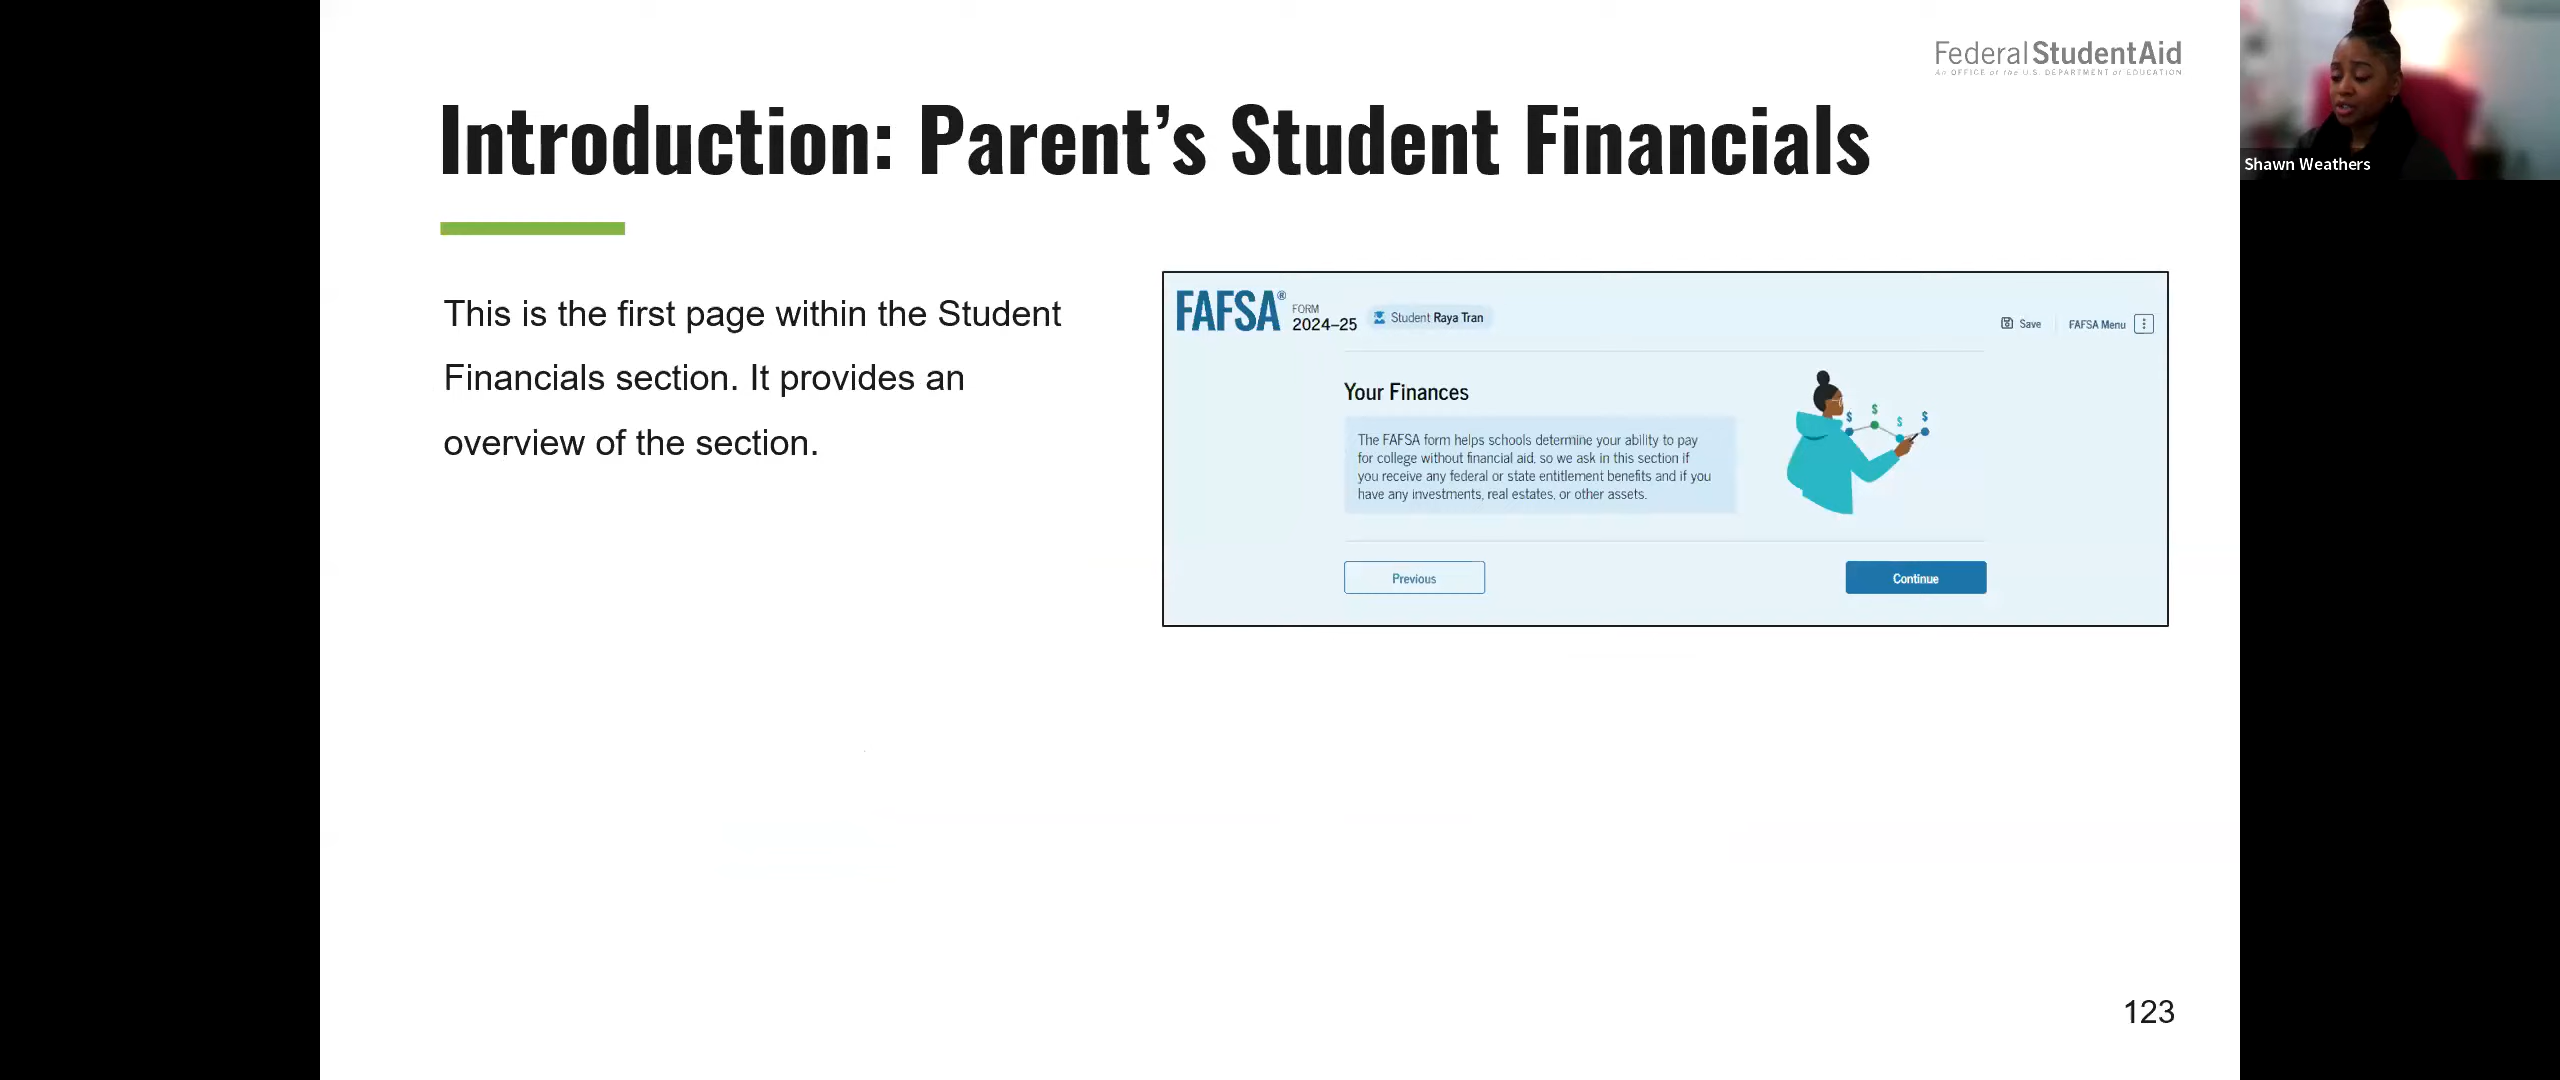 Federal StudentAid
An OFFICE of the U.S. DEPARTMENT of EDUCATION
Introduction: Parent’s Student Financials
This is the first page within the Student
Financials section. It provides an
overview of the section.
FAFSA®
FORM
2024–25
Student Raya Tran
Save
FAFSA Menu
Your Finances
The FAFSA form helps schools determine your ability to pay
for college without financial aid, so we ask in this section if
you receive any federal or state entitlement benefits and if you
have any investments, real estates, or other assets.
$ $ $ $
Previous
Continue
123
Shawn Weathers